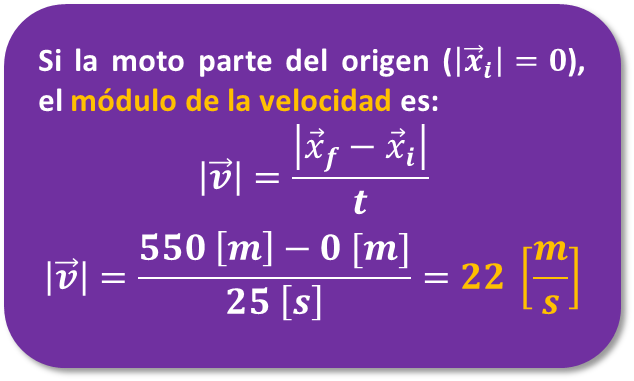 Si la moto parte del origen (|x⃗ᵢ| = 0),
el módulo de la velocidad es:
|v⃗| = |x⃗_f − x⃗ᵢ| / t
|v⃗| = (550 [m] − 0 [m]) / (25 [s]) = 22 [m/s]